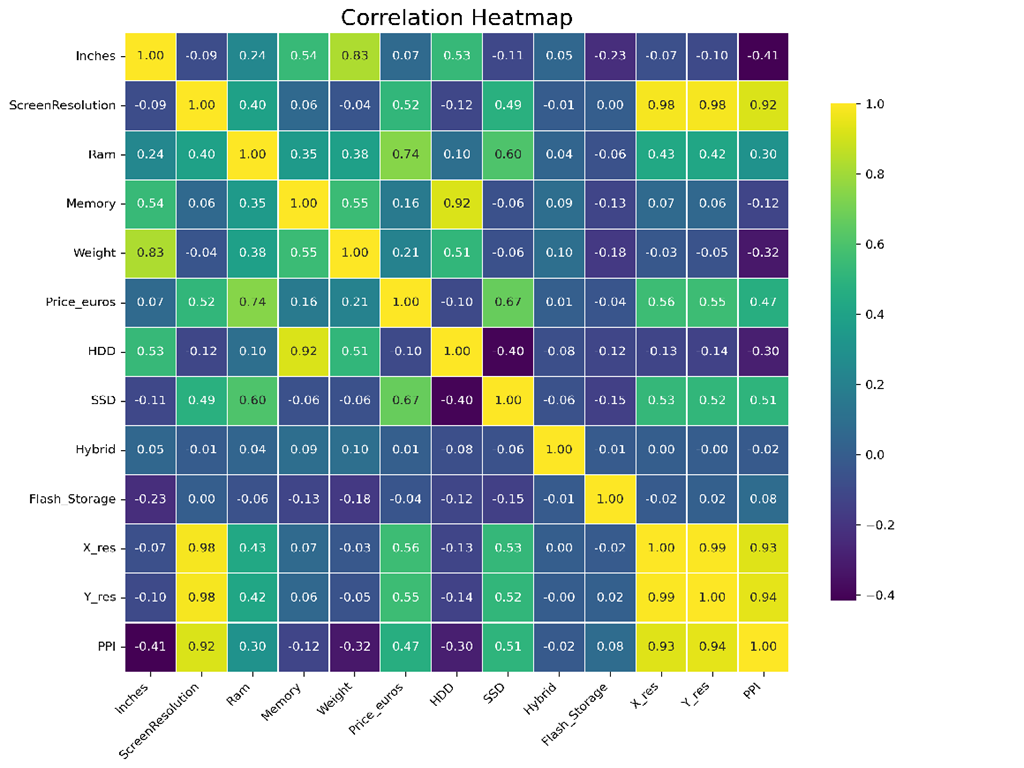 Correlation Heatmap
Inches 1.00 -0.09 0.24 0.54 0.83 0.07 0.53 -0.11 0.05 -0.23 -0.07 -0.10 -0.41
ScreenResolution -0.09 1.00 0.40 0.06 -0.04 0.52 -0.12 0.49 -0.01 0.00 0.98 0.98 0.92
Ram 0.24 0.40 1.00 0.35 0.38 0.74 0.10 0.60 0.04 -0.06 0.43 0.42 0.30
Memory 0.54 0.06 0.35 1.00 0.55 0.16 0.92 -0.06 0.09 -0.13 0.07 0.06 -0.12
Weight 0.83 -0.04 0.38 0.55 1.00 0.21 0.51 -0.06 0.10 -0.18 -0.03 -0.05 -0.32
Price_euros 0.07 0.52 0.74 0.16 0.21 1.00 -0.10 0.67 0.01 -0.04 0.56 0.55 0.47
HDD 0.53 -0.12 0.10 0.92 0.51 -0.10 1.00 -0.40 -0.08 -0.12 -0.13 -0.14 -0.30
SSD -0.11 0.49 0.60 -0.06 -0.06 0.67 -0.40 1.00 -0.06 -0.15 0.53 0.52 0.51
Hybrid 0.05 -0.01 0.04 0.09 0.10 0.01 -0.08 -0.06 1.00 -0.01 0.00 -0.00 -0.02
Flash_Storage -0.23 0.00 -0.06 -0.13 -0.18 -0.04 -0.12 -0.15 -0.01 1.00 -0.02 0.02 0.08
X_res -0.07 0.98 0.43 0.07 -0.03 0.56 -0.13 0.53 0.00 -0.02 1.00 0.99 0.93
Y_res -0.10 0.98 0.42 0.06 -0.05 0.55 -0.14 0.52 -0.00 0.02 0.99 1.00 0.94
PPI -0.41 0.92 0.30 -0.12 -0.32 0.47 -0.30 0.51 -0.02 0.08 0.93 0.94 1.00
Inches ScreenResolution Ram Memory Weight Price_euros HDD SSD Hybrid Flash_Storage X_res Y_res PPI
1.0
0.8
0.6
0.4
0.2
0.0
−0.2
−0.4